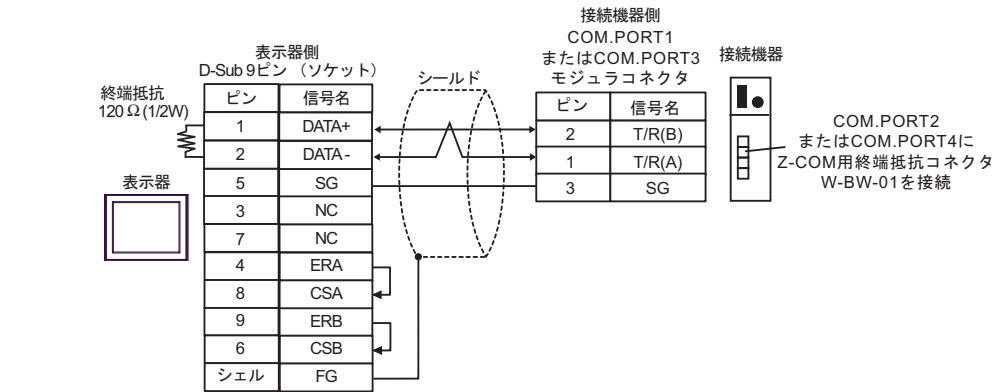 接続機器側
COM.PORT1
またはCOM.PORT3
モジュラコネクタ
接続機器
表示器側
D-Sub 9ピン （ソケット）
シールド
終端抵抗
120Ω(1/2W)
ピン 信号名
1 DATA+
2 DATA-
5 SG
3 NC
7 NC
4 ERA
8 CSA
9 ERB
6 CSB
シェル FG
表示器
ピン 信号名
2 T/R(B)
1 T/R(A)
3 SG
COM.PORT2
またはCOM.PORT4に
Z-COM用終端抵抗コネクタ
W-BW-01を接続